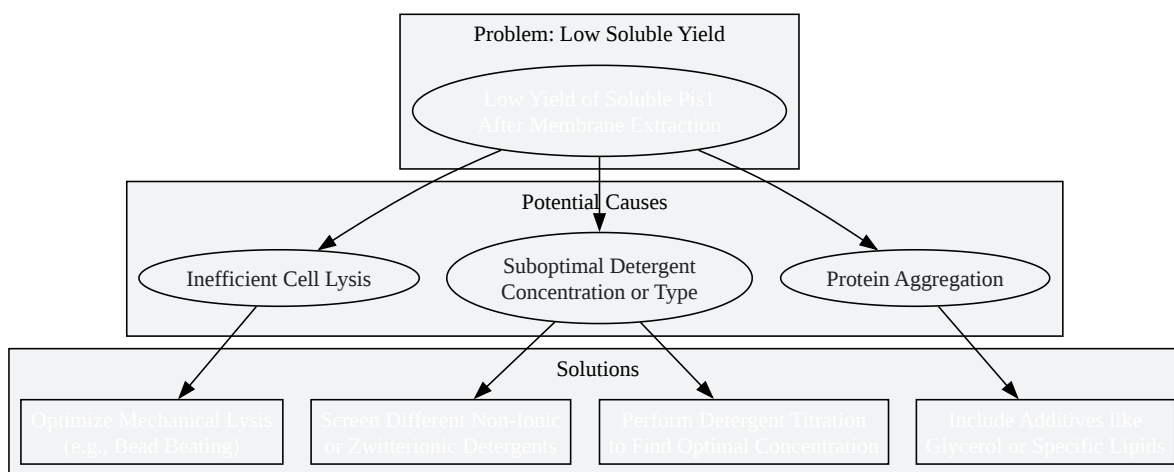 Problem: Low Soluble Yield
Low Yield of Soluble Pis1
After Membrane Extraction
Potential Causes
Inefficient Cell Lysis
Suboptimal Detergent
Concentration or Type
Protein Aggregation
Solutions
Optimize Mechanical Lysis
(e.g., Bead Beating)
Screen Different Non-Ionic
or Zwitterionic Detergents
Perform Detergent Titration
to Find Optimal Concentration
Include Additives like
Glycerol or Specific Lipids